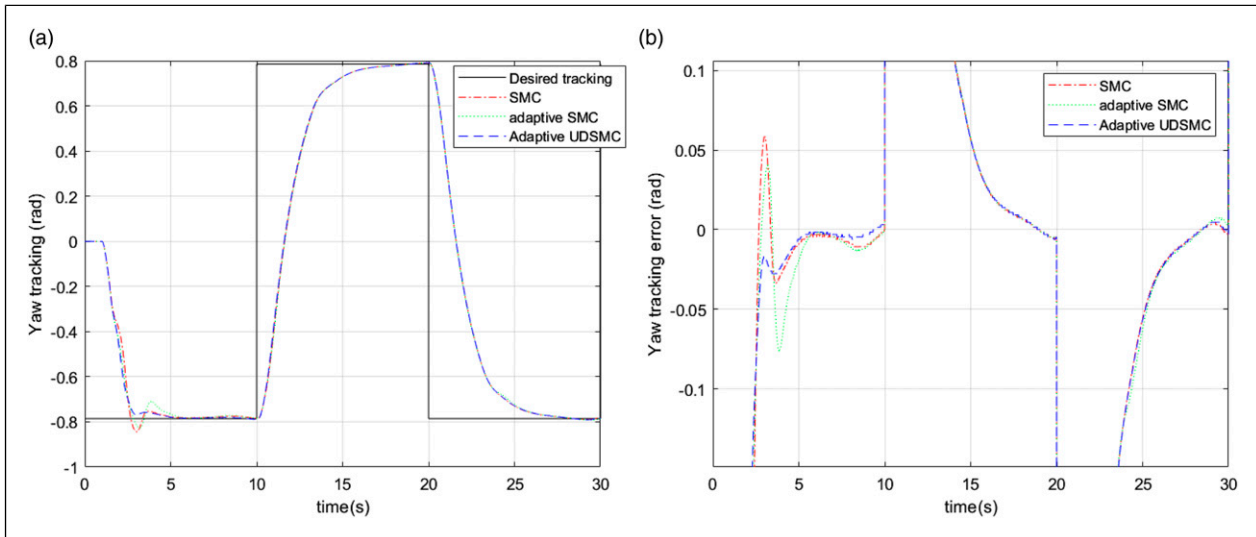 (a)
Yaw tracking (rad)
0.8
0.6
0.4
0.2
0
-0.2
-0.4
-0.6
-0.8
-1
0 5 10 15 20 25 30
time(s)
Desired tracking
SMC
adaptive SMC
Adaptive UDSMC
(b)
Yaw tracking error (rad)
0.1
0.05
0
-0.05
-0.1
0 5 10 15 20 25 30
time(s)
SMC
adaptive SMC
Adaptive UDSMC